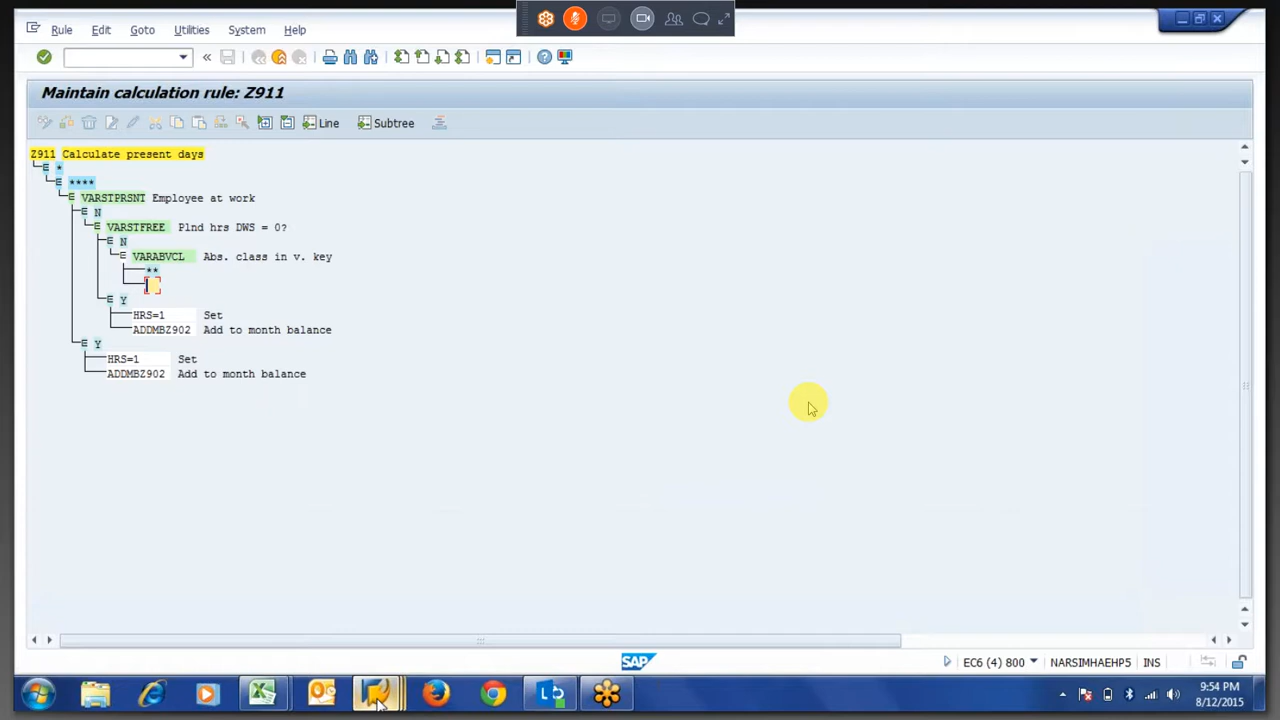 Rule Edit Goto Utilities System Help
Maintain calculation rule: Z911
Line Subtree
Z911 Calculate present days
*
****
VARSTPRSNT Employee at work
N
VARSTFREE Plnd hrs DWS = 0?
N
VARABVCL Abs. class in v. key
**
Y
HRS=1 Set
ADDMBZ902 Add to month balance
Y
HRS=1 Set
ADDMBZ902 Add to month balance
SAP
EC6 (4) 800 NARSIMHAEHP5 INS
9:54 PM
8/12/2015